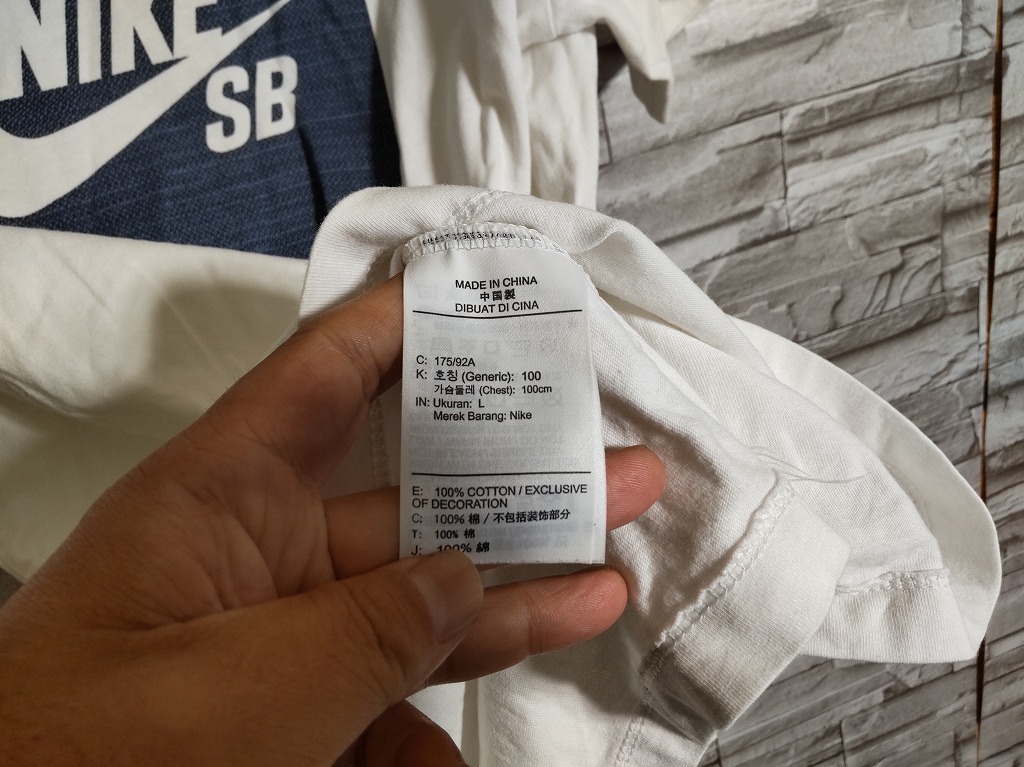 NIKE
SB
MADE IN CHINA
中国製
DIBUAT DI CINA
C: 175/92A
K: 호칭 (Generic): 100
가슴둘레 (Chest): 100cm
IN: Ukuran: L
Merek Barang: Nike
E: 100% COTTON / EXCLUSIVE
OF DECORATION
C: 100% 棉 / 不包括装饰部分
T: 100% 棉
J: 100% 綿